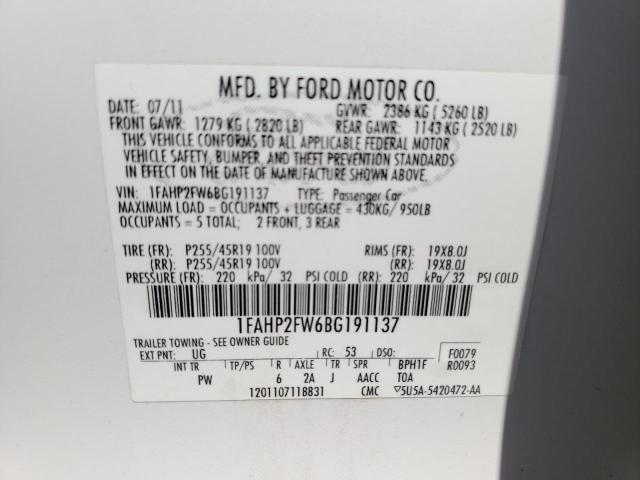 MFD. BY FORD MOTOR CO.
DATE: 07/11 GVWR: 2386 KG ( 5260 LB)
FRONT GAWR: 1279 KG ( 2820 LB) REAR GAWR: 1143 KG ( 2520 LB)
THIS VEHICLE CONFORMS TO ALL APPLICABLE FEDERAL MOTOR
VEHICLE SAFETY, BUMPER, AND THEFT PREVENTION STANDARDS
IN EFFECT ON THE DATE OF MANUFACTURE SHOWN ABOVE.
VIN: 1FAHP2FW6BG191137 TYPE: Passenger Car
MAXIMUM LOAD = OCCUPANTS + LUGGAGE = 430KG/ 950LB
OCCUPANTS = 5 TOTAL; 2 FRONT, 3 REAR
TIRE (FR): P255/45R19 100V RIMS (FR): 19X8.0J
(RR): P255/45R19 100V (RR): 19X8.0J
PRESSURE (FR): 220 kPa/ 32 PSI COLD (RR): 220 kPa/ 32 PSI COLD
1FAHP2FW6BG191137
TRAILER TOWING - SEE OWNER GUIDE
EXT PNT: UG RC: 53 DSO: F0079
INT TR TP/PS R AXLE TR SPR BPH1F R0093
PW 6 2A J AACC TOA
1201107118831 CMC ▽5U5A-5420472-AA